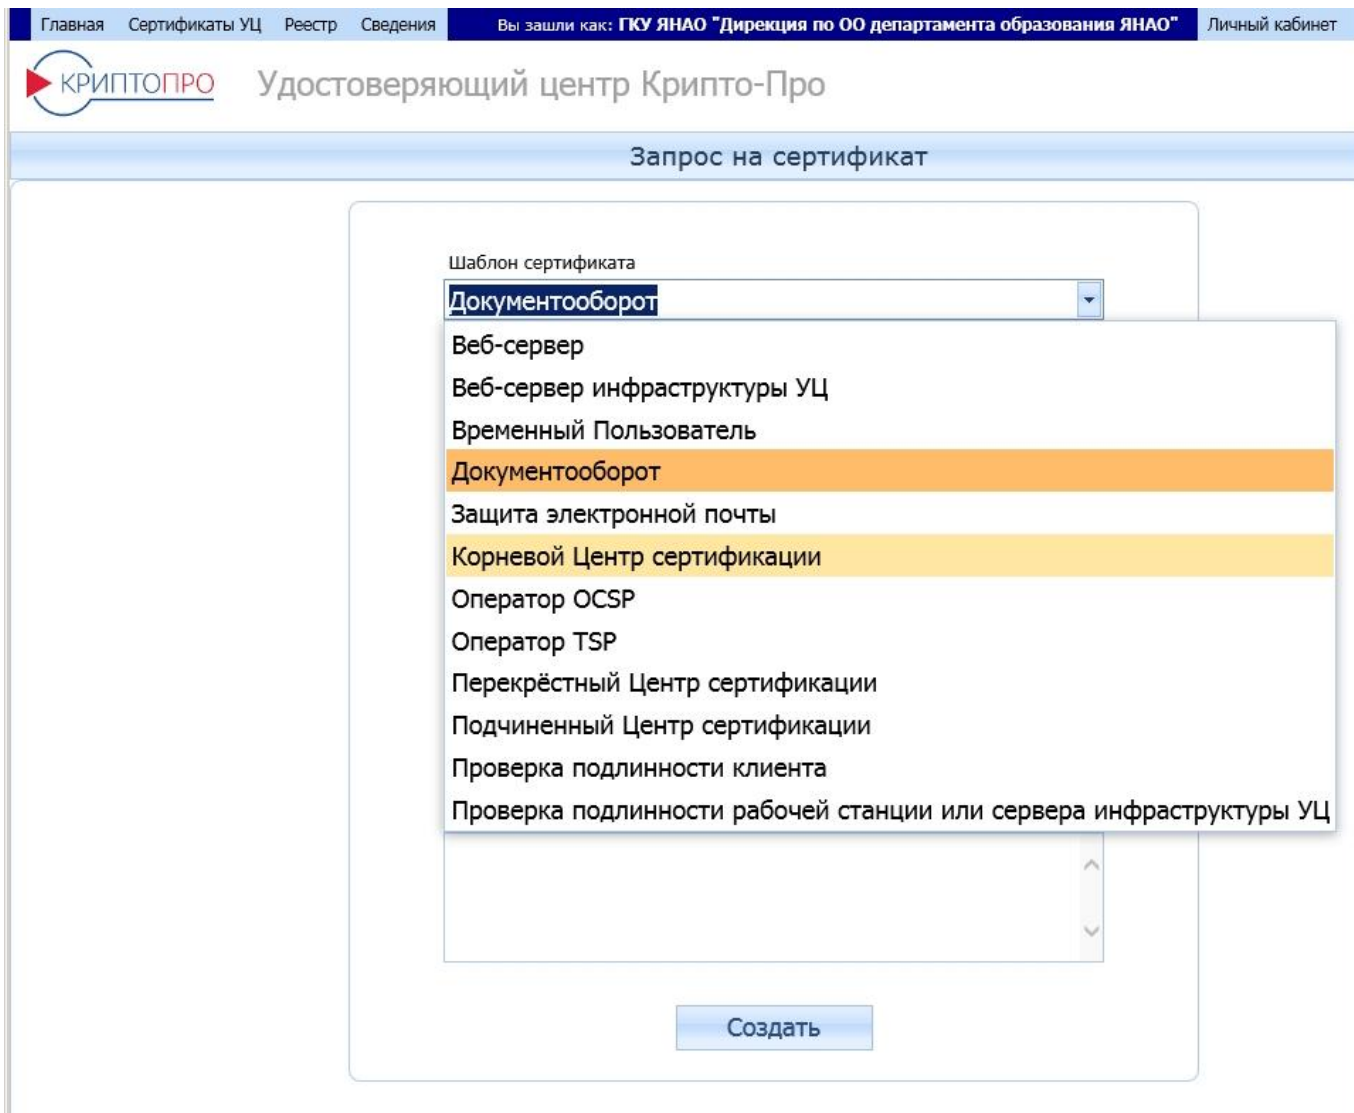 Главная Сертификаты УЦ Реестр Сведения Вы зашли как: ГКУ ЯНАО "Дирекция по ОО департамента образования ЯНАО" Личный кабинет
КРИПТОПРО Удостоверяющий центр Крипто-Про
Запрос на сертификат
Шаблон сертификата
Документооборот
Веб-сервер
Веб-сервер инфраструктуры УЦ
Временный Пользователь
Документооборот
Защита электронной почты
Корневой Центр сертификации
Оператор OCSP
Оператор TSP
Перекрёстный Центр сертификации
Подчиненный Центр сертификации
Проверка подлинности клиента
Проверка подлинности рабочей станции или сервера инфраструктуры УЦ
Создать